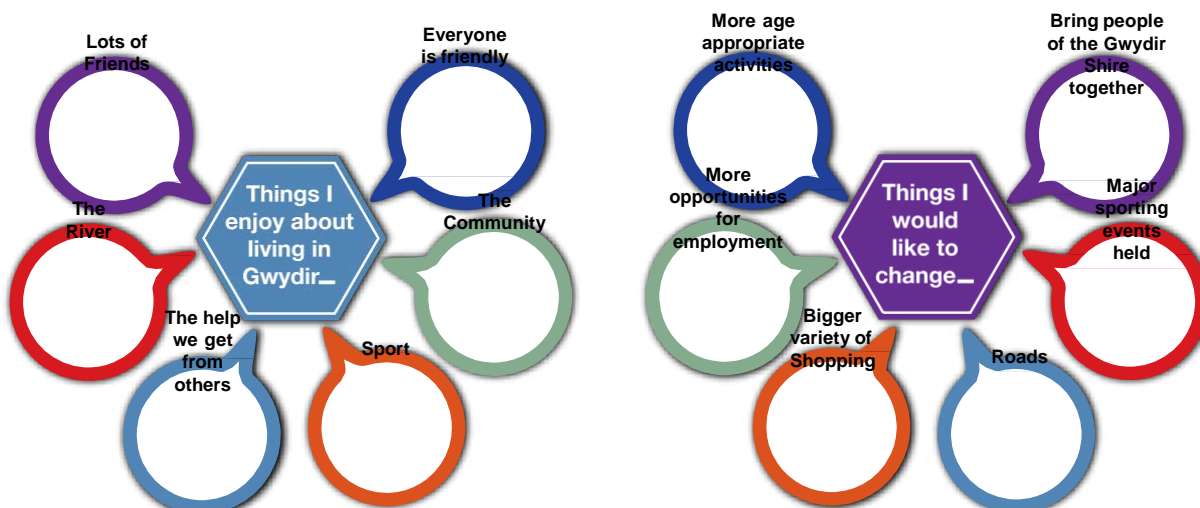 Lots of
Friends
Everyone
is friendly
The
River
Things I
enjoy about
living in
Gwydir...
The
Community
The help
we get
from
others
Sport
More age
appropriate
activities
Bring people
of the Gwydir
Shire
together
More
opportunities
for
employment
Things I
would
like to
change...
Major
sporting
events
held
Bigger
variety of
Shopping
Roads